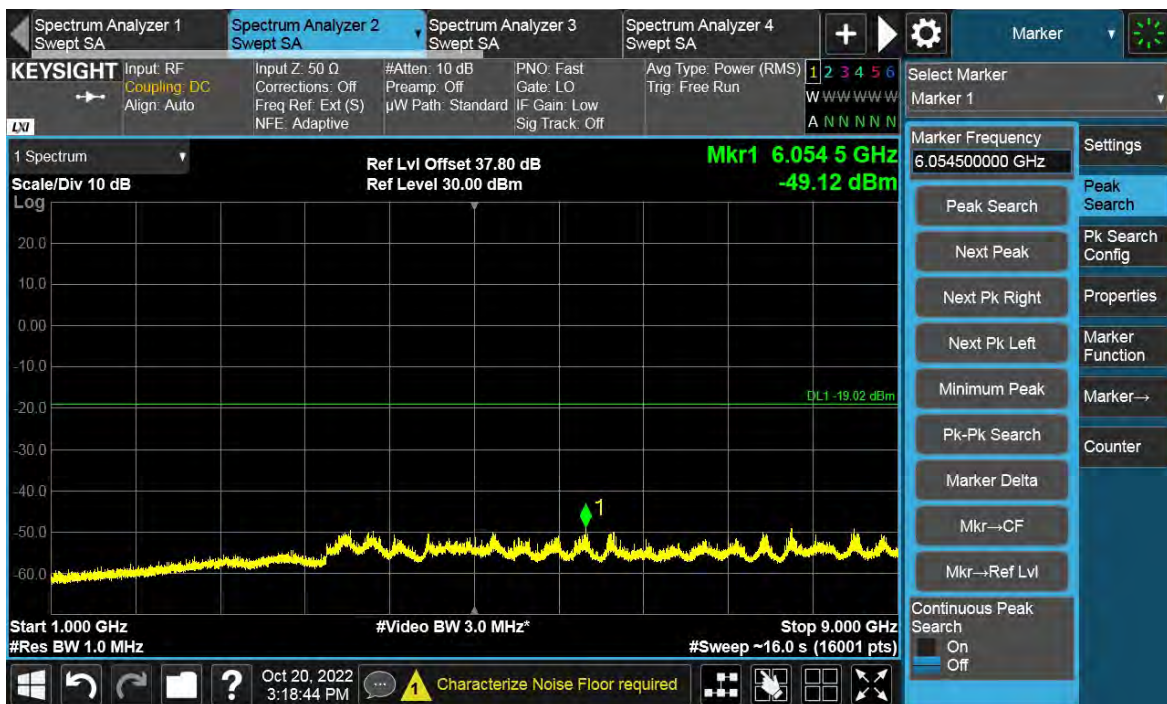 Spectrum Analyzer 1
Swept SA
Spectrum Analyzer 2
Swept SA
Spectrum Analyzer 3
Swept SA
Spectrum Analyzer 4
Swept SA
+
Marker
KEYSIGHT
LXI
Input: RF
Coupling: DC
Align: Auto
Input Z: 50 Ω
Corrections: Off
Freq Ref: Ext (S)
NFE: Adaptive
#Atten: 10 dB
Preamp: Off
µW Path: Standard
PNO: Fast
Gate: LO
IF Gain: Low
Sig Track: Off
Avg Type: Power (RMS)
Trig: Free Run
1 2 3 4 5 6
W W W W W W
A N N N N N
Select Marker
Marker 1
1 Spectrum
Scale/Div 10 dB
Log
Ref Lvl Offset 37.80 dB
Ref Level 30.00 dBm
Mkr1 6.054 5 GHz
-49.12 dBm
20.0
10.0
0.00
-10.0
-20.0
-30.0
-40.0
-50.0
-60.0
DL1 -19.02 dBm
1
Start 1.000 GHz
#Res BW 1.0 MHz
#Video BW 3.0 MHz*
Stop 9.000 GHz
#Sweep ~16.0 s (16001 pts)
Marker Frequency
6.054500000 GHz
Peak Search
Next Peak
Next Pk Right
Next Pk Left
Minimum Peak
Pk-Pk Search
Marker Delta
Mkr→CF
Mkr→Ref Lvl
Continuous Peak
Search
On
Off
Settings
Peak
Search
Pk Search
Config
Properties
Marker
Function
Marker→
Counter
?
Oct 20, 2022
3:18:44 PM
1
Characterize Noise Floor required